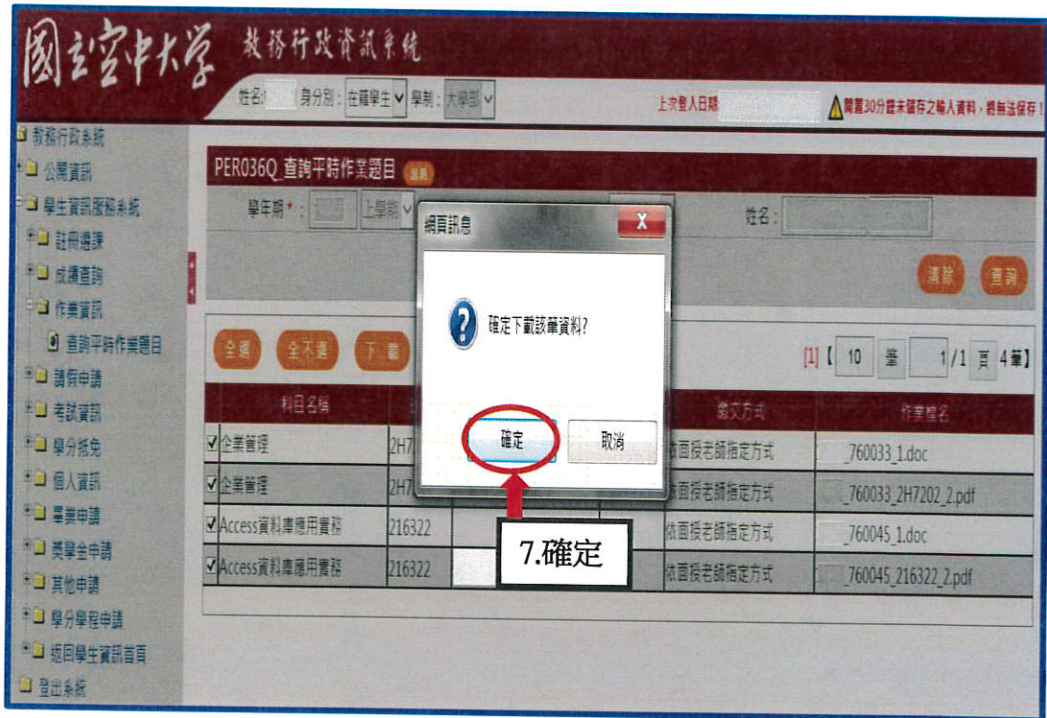 國立空中大學 教務行政資訊系統
姓名: 身分別：在籍學生 學制：大學部 上次登入日期 閒置30分鐘未儲存之輸入資料，將無法保存！
教務行政系統
公開資訊
學生資訊服務系統
註冊選課
成績查詢
作業資訊
查詢平時作業題目
請假申請
考試資訊
學分抵免
個人資訊
畢業申請
獎學金申請
其他申請
學分學程申請
返回學生資訊首頁
登出系統
PER036Q_查詢平時作業題目
學年期*： 上學期 姓名：
清除 查詢
全選 全不選 下載 [1]【 10 筆 1/1 頁 4筆】
科目名稱 繳交方式 作業檔名
企業管理 2H7 依面授老師指定方式 _760033_1.doc
企業管理 2H7 依面授老師指定方式 _760033_2H7202_2.pdf
Access資料庫應用實務 216322 依面授老師指定方式 _760045_1.doc
Access資料庫應用實務 216322 依面授老師指定方式 _760045_216322_2.pdf
網頁訊息 X
? 確定下載該筆資料?
確定 取消
7.確定